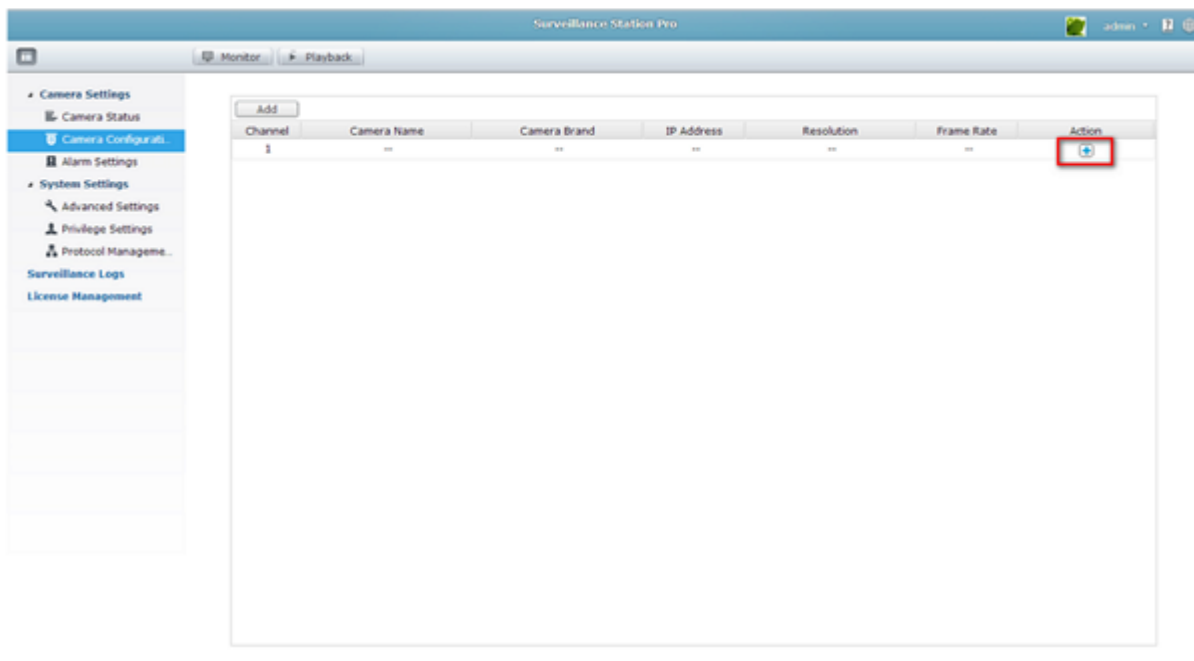 Surveillance Station Pro
admin
Monitor Playback
Camera Settings
Camera Status
Camera Configurati..
Alarm Settings
System Settings
Advanced Settings
Privilege Settings
Protocol Manageme..
Surveillance Logs
License Management
Add
Channel Camera Name Camera Brand IP Address Resolution Frame Rate Action
1 -- -- -- -- --